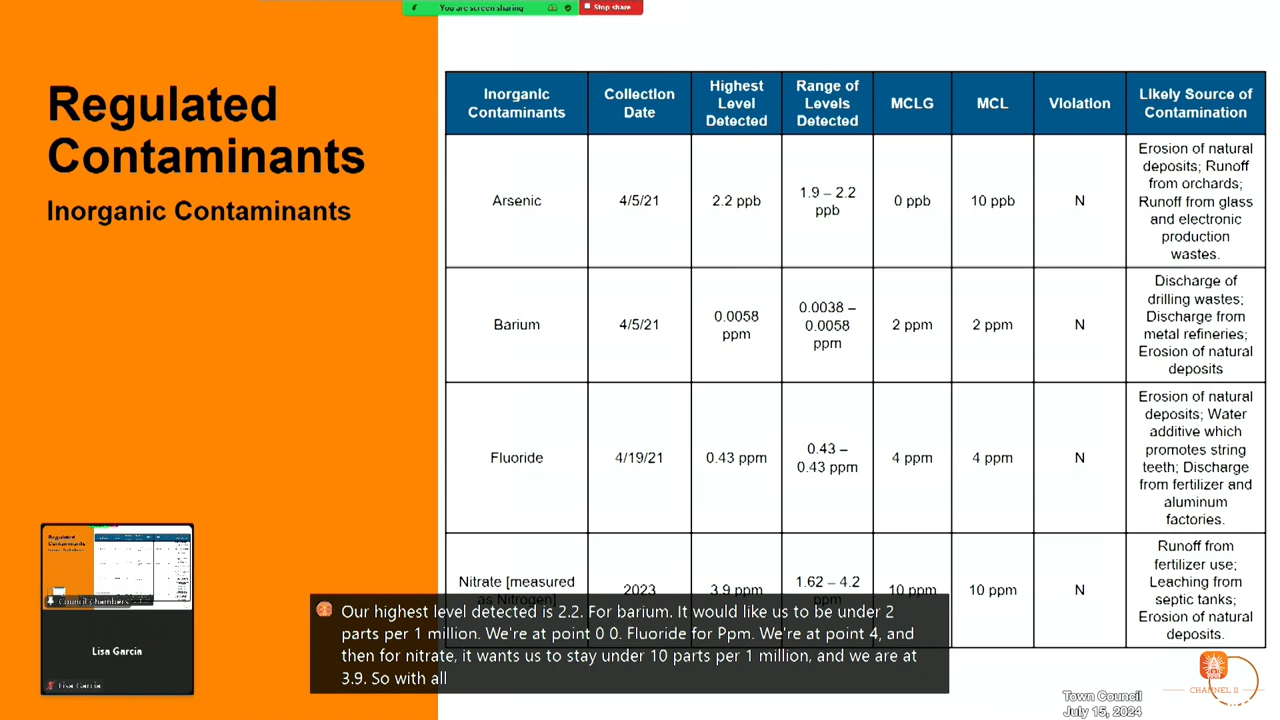 You are screen sharing
Stop share
Regulated
Contaminants
Inorganic Contaminants
Inorganic
Contaminants
Collection
Date
Highest
Level
Detected
Range of
Levels
Detected
MCLG
MCL
Violation
Likely Source of
Contamination
Arsenic
4/5/21
2.2 ppb
1.9 – 2.2
ppb
0 ppb
10 ppb
N
Erosion of natural
deposits; Runoff
from orchards;
Runoff from glass
and electronic
production
wastes.
Barium
4/5/21
0.0058
ppm
0.0038 –
0.0058
ppm
2 ppm
2 ppm
N
Discharge of
drilling wastes;
Discharge from
metal refineries;
Erosion of natural
deposits
Fluoride
4/19/21
0.43 ppm
0.43 –
0.43 ppm
4 ppm
4 ppm
N
Erosion of natural
deposits; Water
additive which
promotes string
teeth; Discharge
from fertilizer and
aluminum
factories.
Nitrate [measured
as Nitrogen]
2023
3.9 ppm
1.62 – 4.2
ppm
10 ppm
10 ppm
N
Runoff from
fertilizer use;
Leaching from
septic tanks;
Erosion of natural
deposits.
Our highest level detected is 2.2. For barium. It would like us to be under 2
parts per 1 million. We're at point 0 0. Fluoride for Ppm. We're at point 4, and
then for nitrate, it wants us to stay under 10 parts per 1 million, and we are at
3.9. So with all
Regulated
Contaminants
Council Chambers
Lisa Garcia
Lisa Garcia
CHANNEL 8
Town Council
July 15, 2024